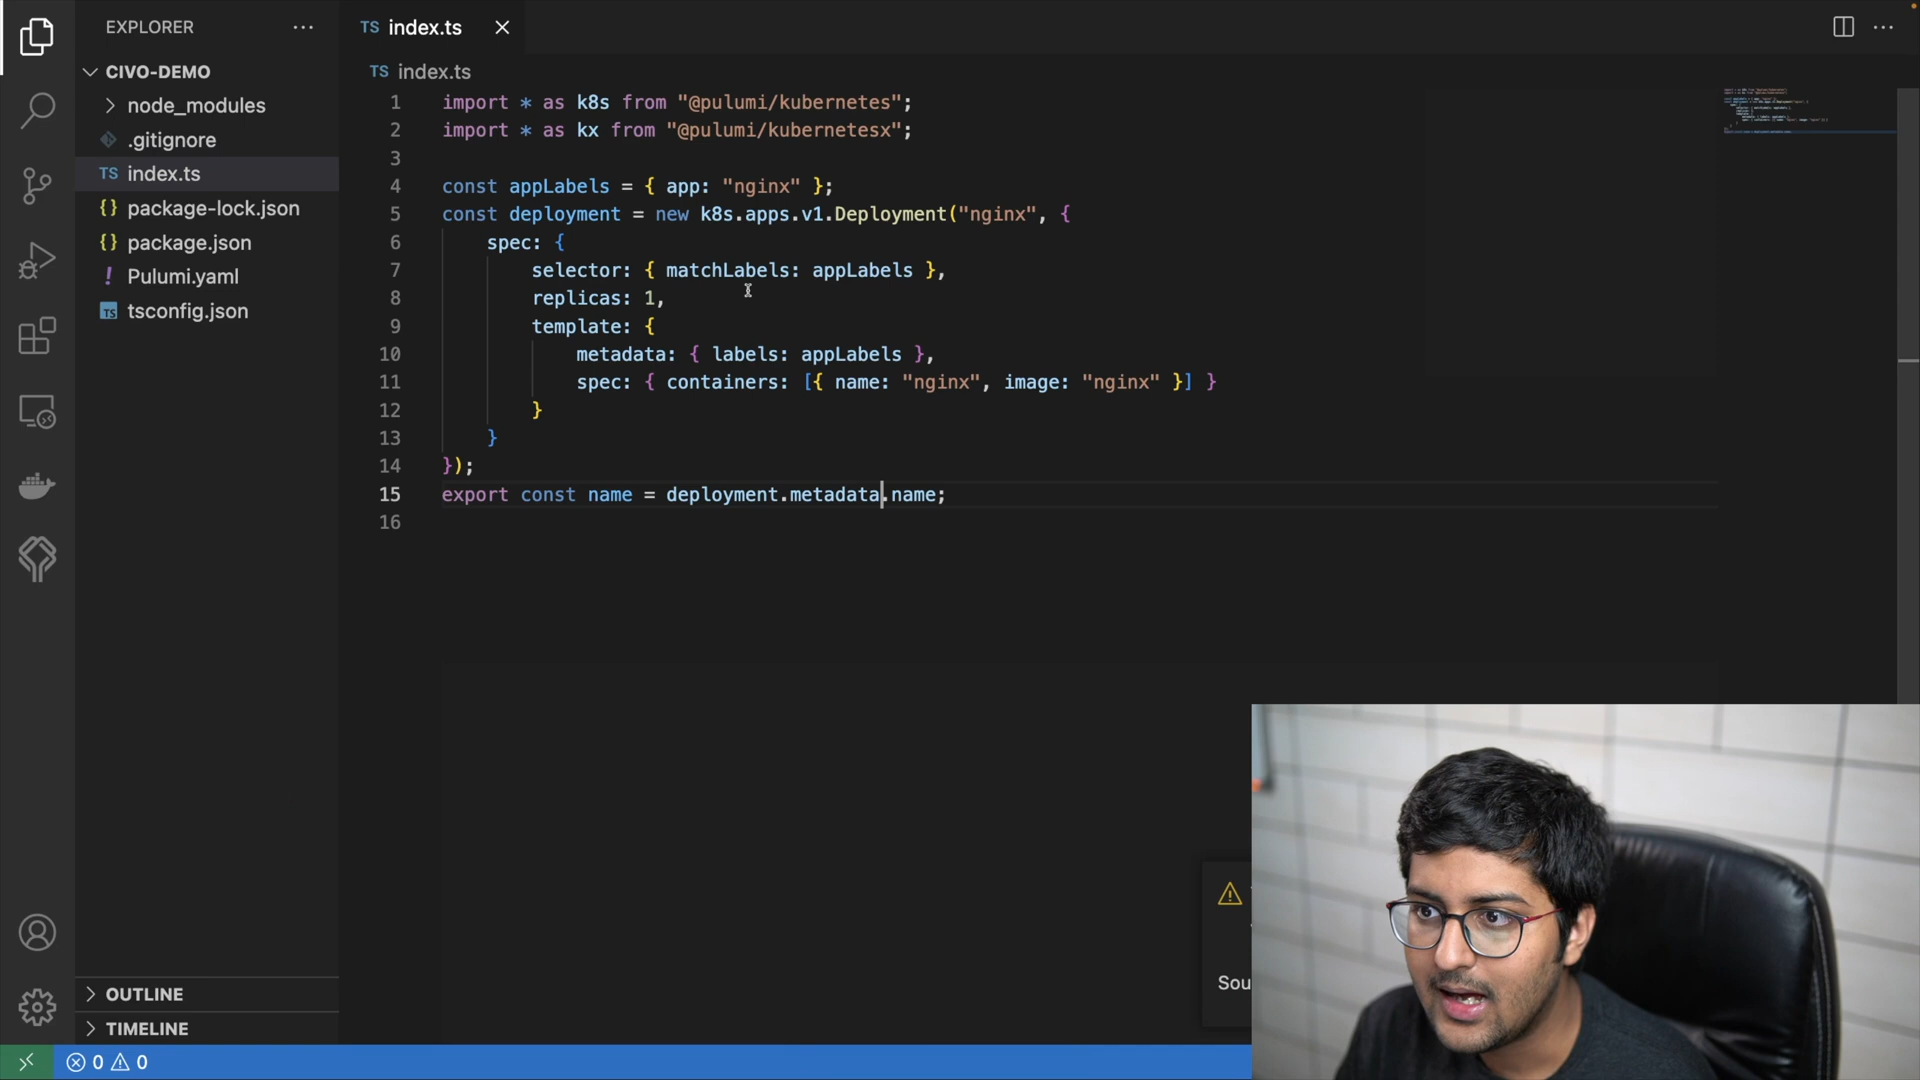 EXPLORER
CIVO-DEMO
node_modules
.gitignore
TS index.ts
{} package-lock.json
{} package.json
! Pulumi.yaml
TS tsconfig.json
OUTLINE
TIMELINE
TS index.ts
TS index.ts
1 import * as k8s from "@pulumi/kubernetes";
2 import * as kx from "@pulumi/kubernetesx";
3
4 const appLabels = { app: "nginx" };
5 const deployment = new k8s.apps.v1.Deployment("nginx", {
6 spec: {
7 selector: { matchLabels: appLabels },
8 replicas: 1,
9 template: {
10 metadata: { labels: appLabels },
11 spec: { containers: [{ name: "nginx", image: "nginx" }] }
12 }
13 }
14 });
15 export const name = deployment.metadata.name;
16
Sou
0 0